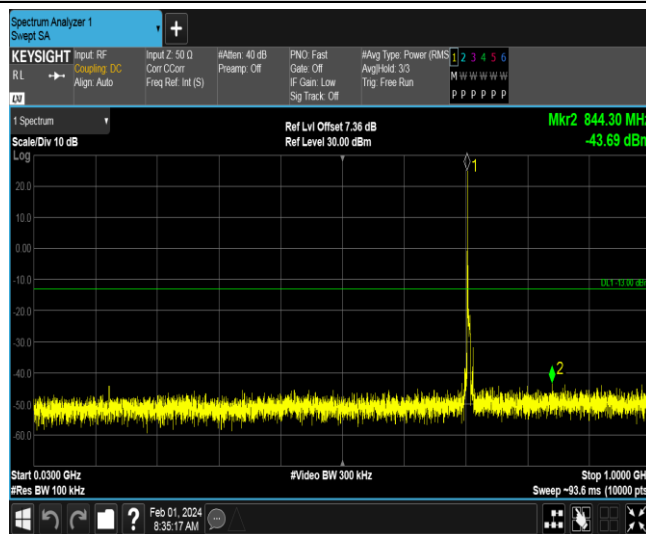 Spectrum Analyzer 1
Swept SA
+
KEYSIGHT
RL
LXI
Input: RF
Coupling: DC
Align: Auto
Input Z: 50 Ω
Corr CCorr
Freq Ref: Int (S)
#Atten: 40 dB
Preamp: Off
PNO: Fast
Gate: Off
IF Gain: Low
Sig Track: Off
#Avg Type: Power (RMS
Avg|Hold: 3/3
Trig: Free Run
1 2 3 4 5 6
M W W W W W
P P P P P P
1 Spectrum
Scale/Div 10 dB
Log
Ref Lvl Offset 7.36 dB
Ref Level 30.00 dBm
Mkr2 844.30 MHz
-43.69 dBm
1
20.0
10.0
0.00
-10.0
DL1 -13.00 dBm
-20.0
-30.0
-40.0
2
-50.0
-60.0
Start 0.0300 GHz
#Res BW 100 kHz
#Video BW 300 kHz
Stop 1.0000 GH
Sweep ~93.6 ms (10000 pts
?
Feb 01, 2024
8:35:17 AM